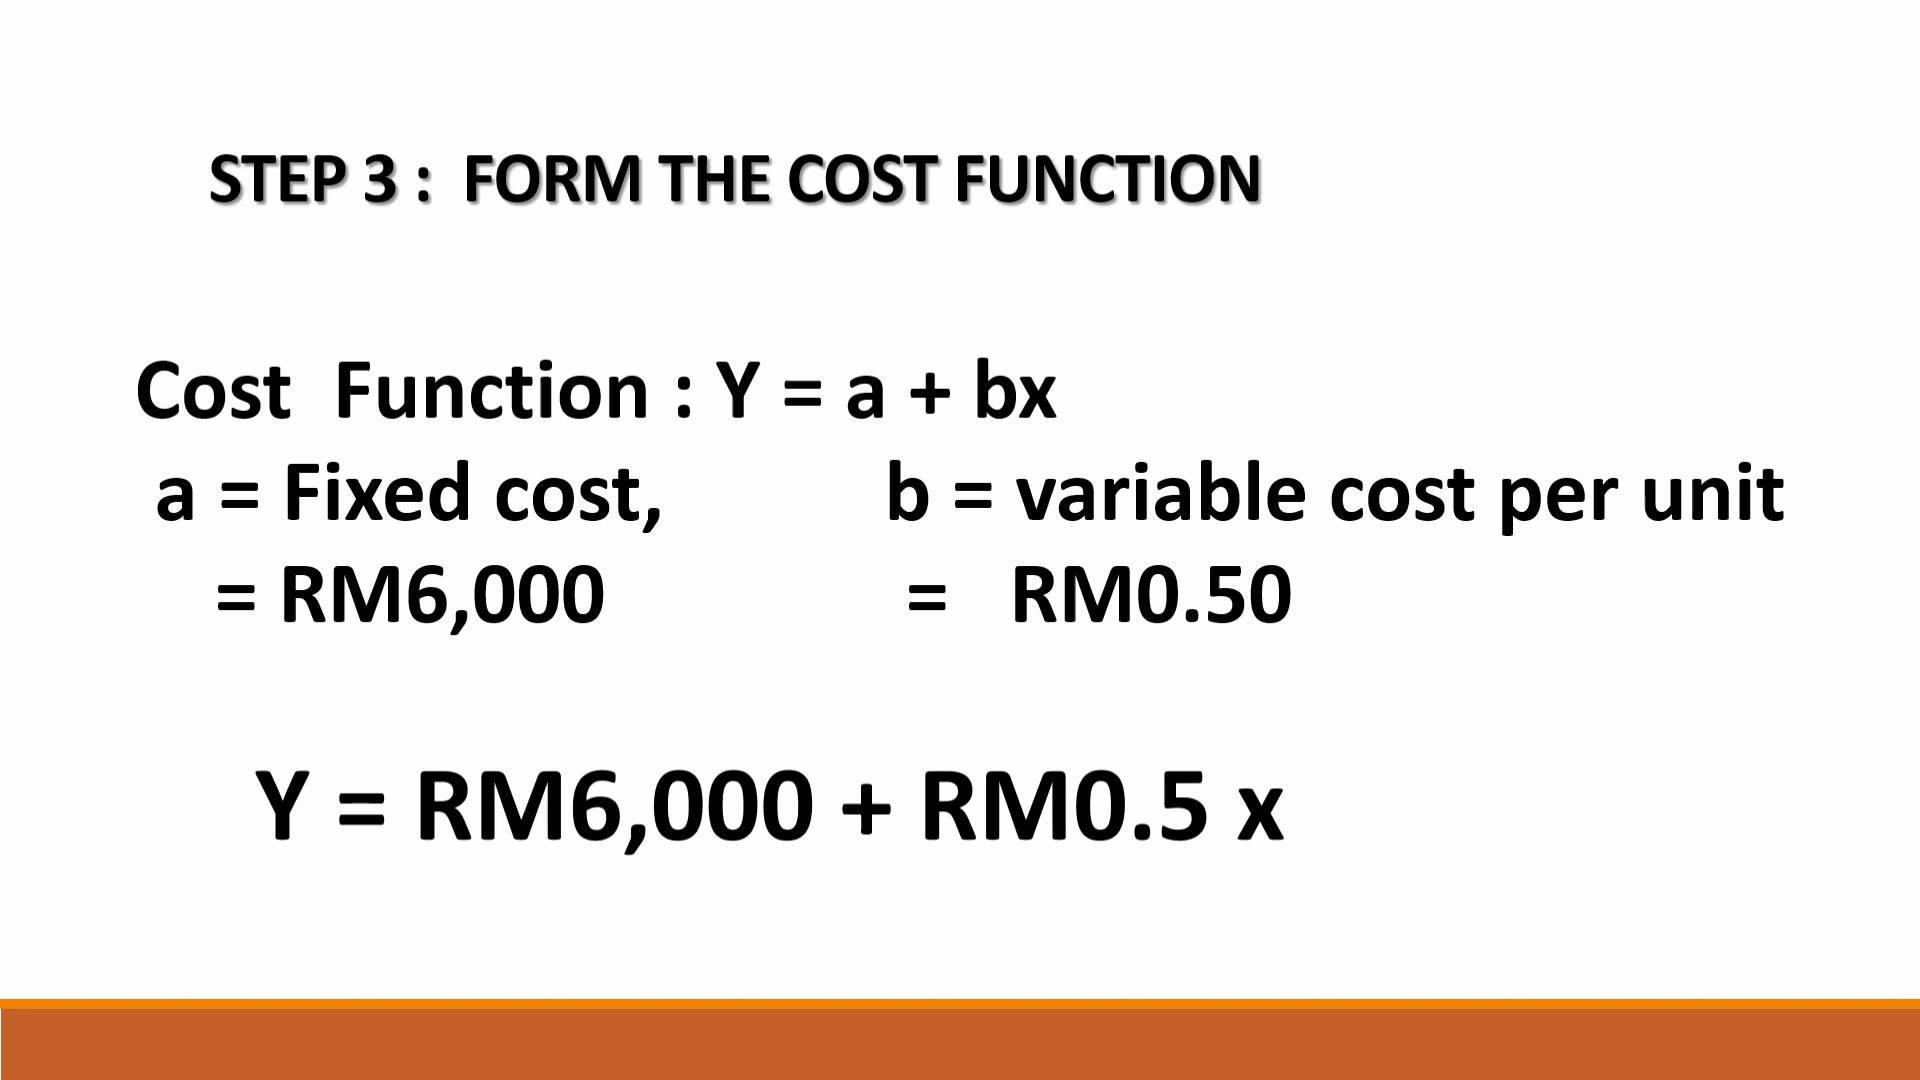 STEP 3 : FORM THE COST FUNCTION
Cost Function : Y = a + bx
a = Fixed cost, b = variable cost per unit
= RM6,000 = RM0.50
Y = RM6,000 + RM0.5 x